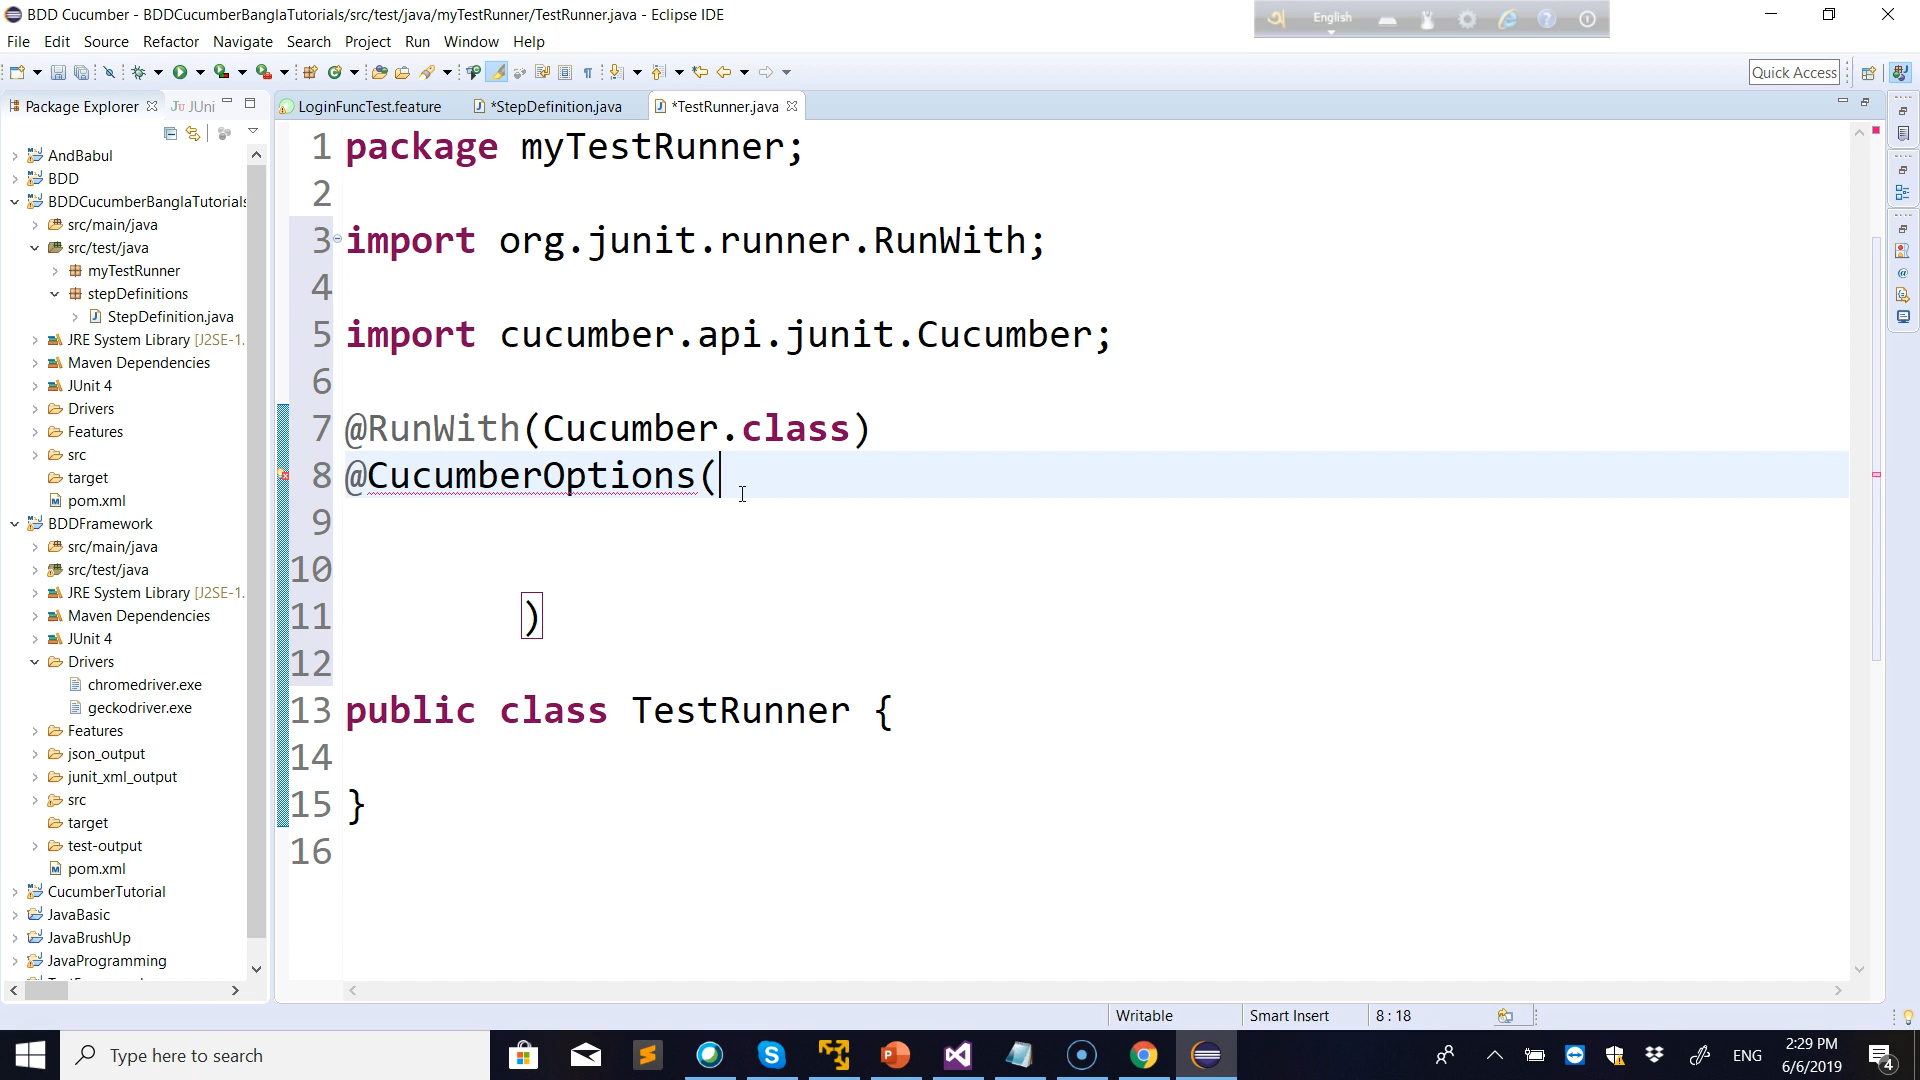 BDD Cucumber - BDDCucumberBanglaTutorials/src/test/java/myTestRunner/TestRunner.java - Eclipse IDE
English
File Edit Source Refactor Navigate Search Project Run Window Help
Quick Access
Package Explorer JUni
LoginFuncTest.feature *StepDefinition.java *TestRunner.java
AndBabul
BDD
BDDCucumberBanglaTutorials
src/main/java
src/test/java
myTestRunner
stepDefinitions
StepDefinition.java
JRE System Library [J2SE-1.
Maven Dependencies
JUnit 4
Drivers
Features
src
target
pom.xml
BDDFramework
src/main/java
src/test/java
JRE System Library [J2SE-1.
Maven Dependencies
JUnit 4
Drivers
chromedriver.exe
geckodriver.exe
Features
json_output
junit_xml_output
src
target
test-output
pom.xml
CucumberTutorial
JavaBasic
JavaBrushUp
JavaProgramming
1 package myTestRunner;
2
3 import org.junit.runner.RunWith;
4
5 import cucumber.api.junit.Cucumber;
6
7 @RunWith(Cucumber.class)
8 @CucumberOptions(
9
10
11 )
12
13 public class TestRunner {
14
15 }
16
Writable Smart Insert 8 : 18
Type here to search
ENG
2:29 PM
6/6/2019
4